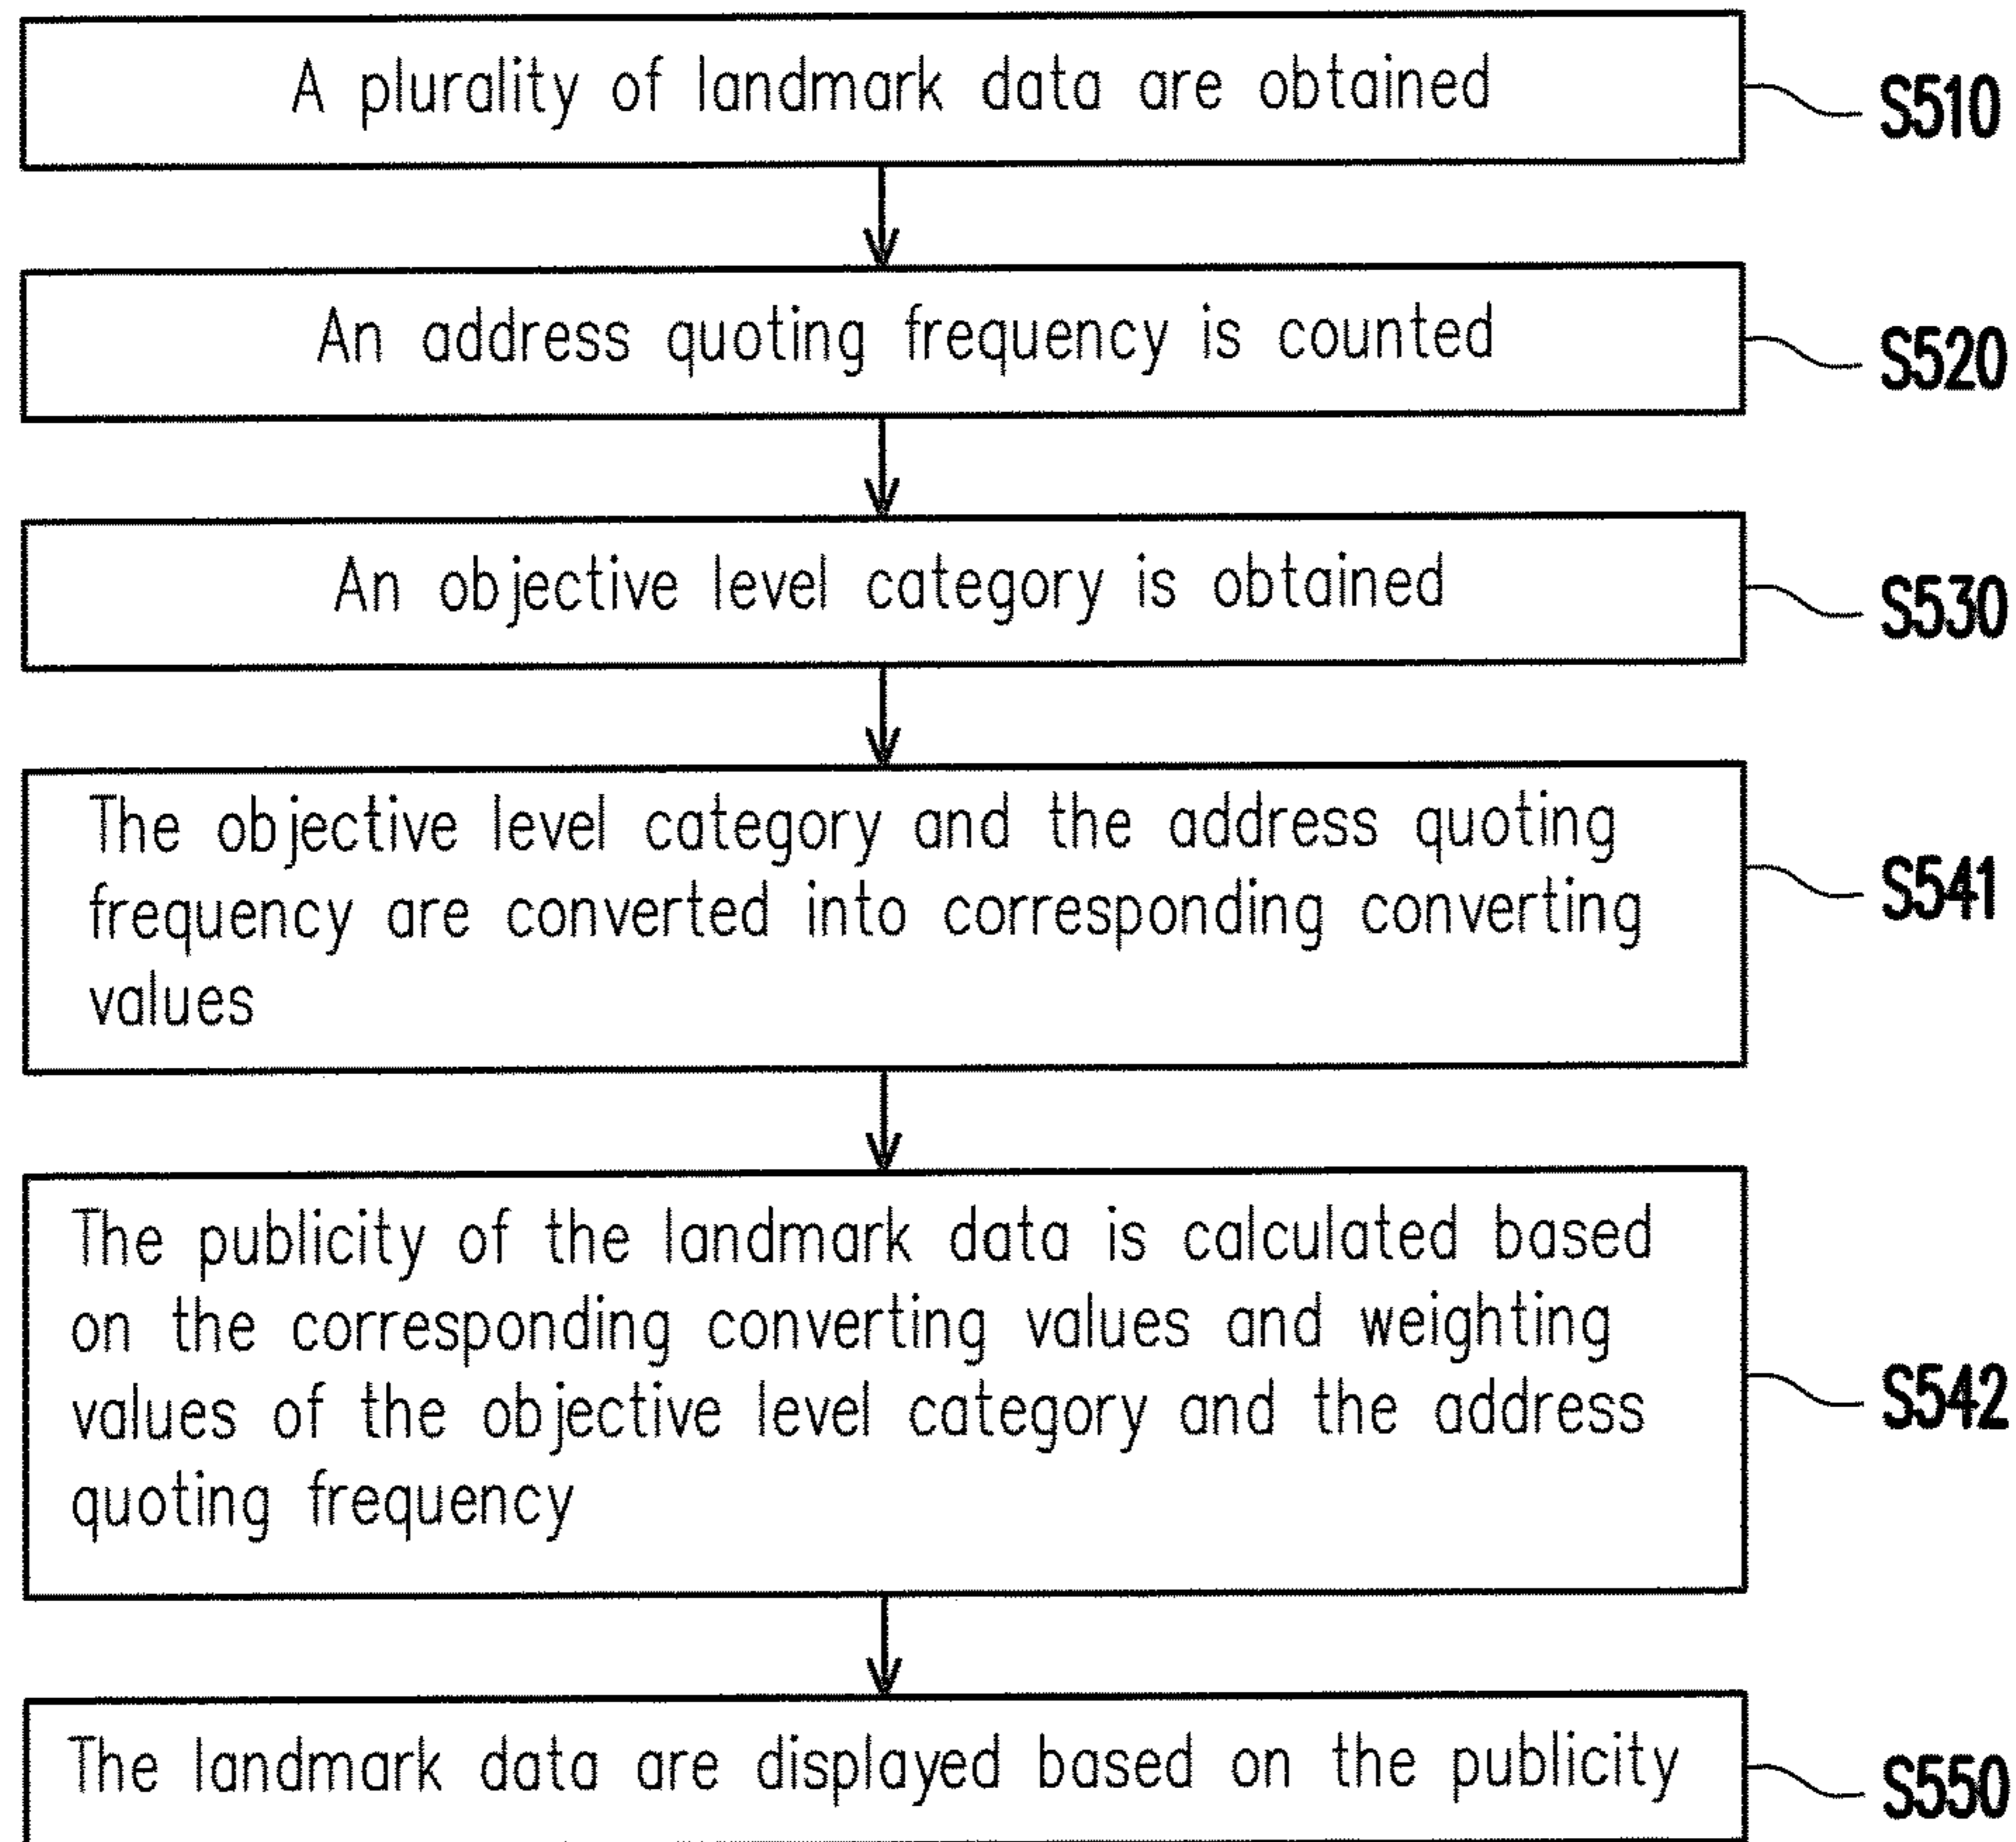 A plurality of landmark data are obtained
S510
An address quoting frequency is counted
S520
An objective level category is obtained
S530
The objective level category and the address quoting
frequency are converted into corresponding converting
values
S541
The publicity of the landmark data is calculated based
on the corresponding converting values and weighting
values of the objective level category and the address
quoting frequency
S542
The landmark data are displayed based on the publicity
S550